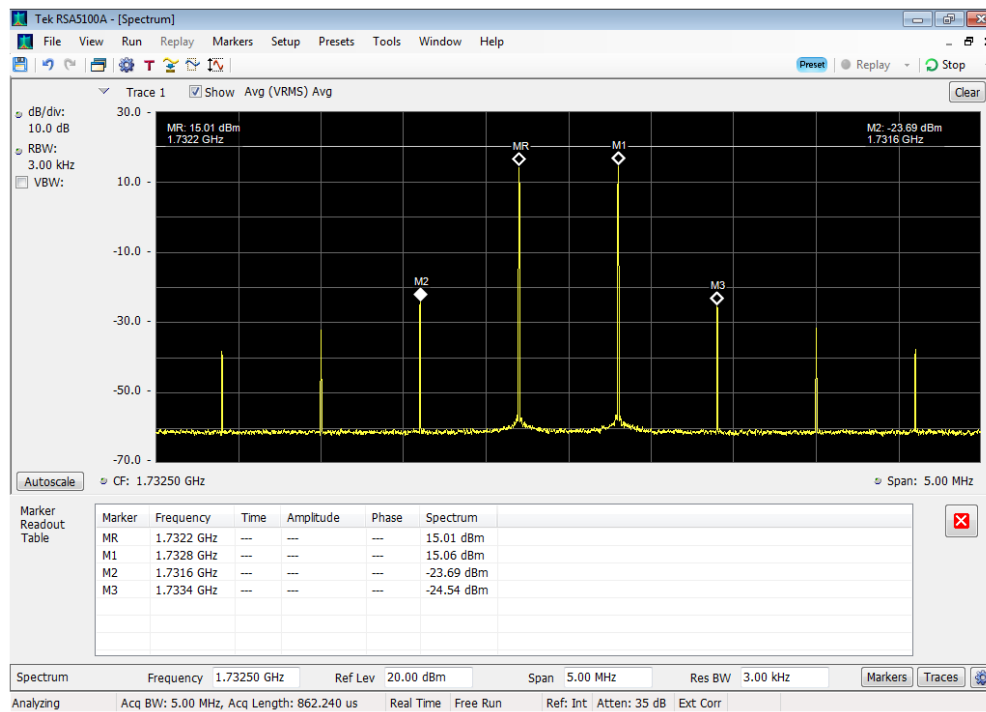 Tek RSA5100A - [Spectrum]
File View Run Replay Markers Setup Presets Tools Window Help
T Preset Replay Stop
Trace 1 Show Avg (VRMS) Avg Clear
dB/div:
10.0 dB
RBW:
3.00 kHz
VBW:
30.0 -
10.0 -
-10.0 -
-30.0 -
-50.0 -
-70.0 -
MR: 15.01 dBm
1.7322 GHz
M2: -23.69 dBm
1.7316 GHz
MR
M1
M2
M3
Autoscale CF: 1.73250 GHz Span: 5.00 MHz
Marker
Readout
Table
Marker Frequency Time Amplitude Phase Spectrum
MR 1.7322 GHz --- --- --- 15.01 dBm
M1 1.7328 GHz --- --- --- 15.06 dBm
M2 1.7316 GHz --- --- --- -23.69 dBm
M3 1.7334 GHz --- --- --- -24.54 dBm
Spectrum Frequency 1.73250 GHz Ref Lev 20.00 dBm Span 5.00 MHz Res BW 3.00 kHz Markers Traces
Analyzing Acq BW: 5.00 MHz, Acq Length: 862.240 us Real Time Free Run Ref: Int Atten: 35 dB Ext Corr